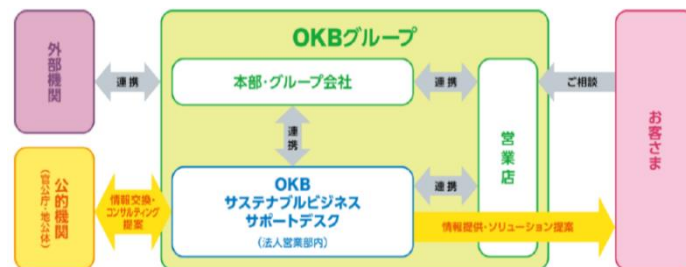 OKBグループ
外部機関
連携
本部・グループ会社
連携
ご相談
連携
営業店
お客さま
公的機関
(官公庁・地公体)
情報交換・
コンサルティング
提案
OKB
サステナブルビジネス
サポートデスク
(法人営業部内)
連携
情報提供・ソリューション提案